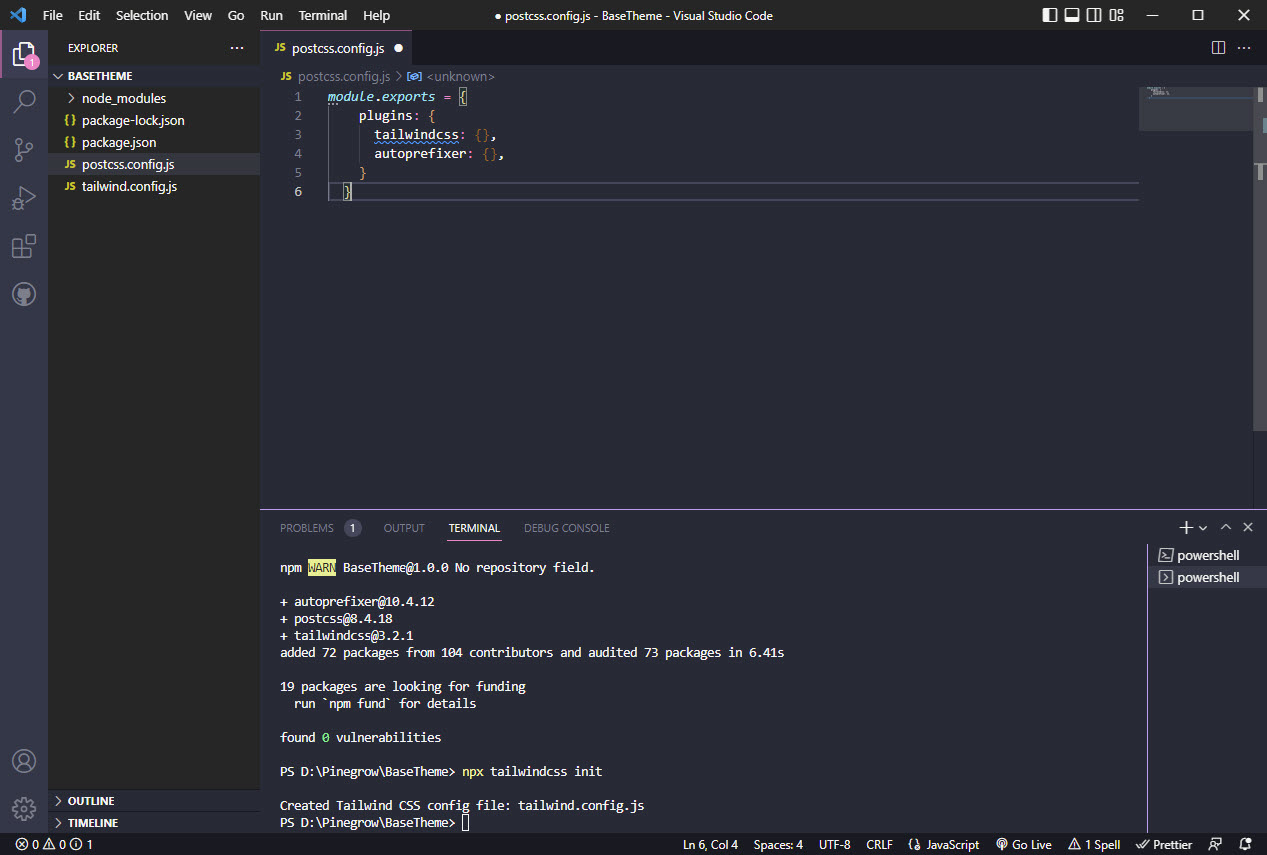 File Edit Selection View Go Run Terminal Help
● postcss.config.js - BaseTheme - Visual Studio Code
1
EXPLORER ···
BASETHEME
node_modules
{} package-lock.json
{} package.json
JS postcss.config.js
JS tailwind.config.js
OUTLINE
TIMELINE
JS postcss.config.js ●
JS postcss.config.js > <unknown>
1 module.exports = {
2 plugins: {
3 tailwindcss: {},
4 autoprefixer: {},
5 }
6 }
PROBLEMS 1 OUTPUT TERMINAL DEBUG CONSOLE
npm WARN BaseTheme@1.0.0 No repository field.
+ autoprefixer@10.4.12
+ postcss@8.4.18
+ tailwindcss@3.2.1
added 72 packages from 104 contributors and audited 73 packages in 6.41s
19 packages are looking for funding
run `npm fund` for details
found 0 vulnerabilities
PS D:\Pinegrow\BaseTheme> npx tailwindcss init
Created Tailwind CSS config file: tailwind.config.js
PS D:\Pinegrow\BaseTheme>
powershell
powershell
0 0 1
Ln 6, Col 4 Spaces: 4 UTF-8 CRLF {} JavaScript Go Live 1 Spell Prettier